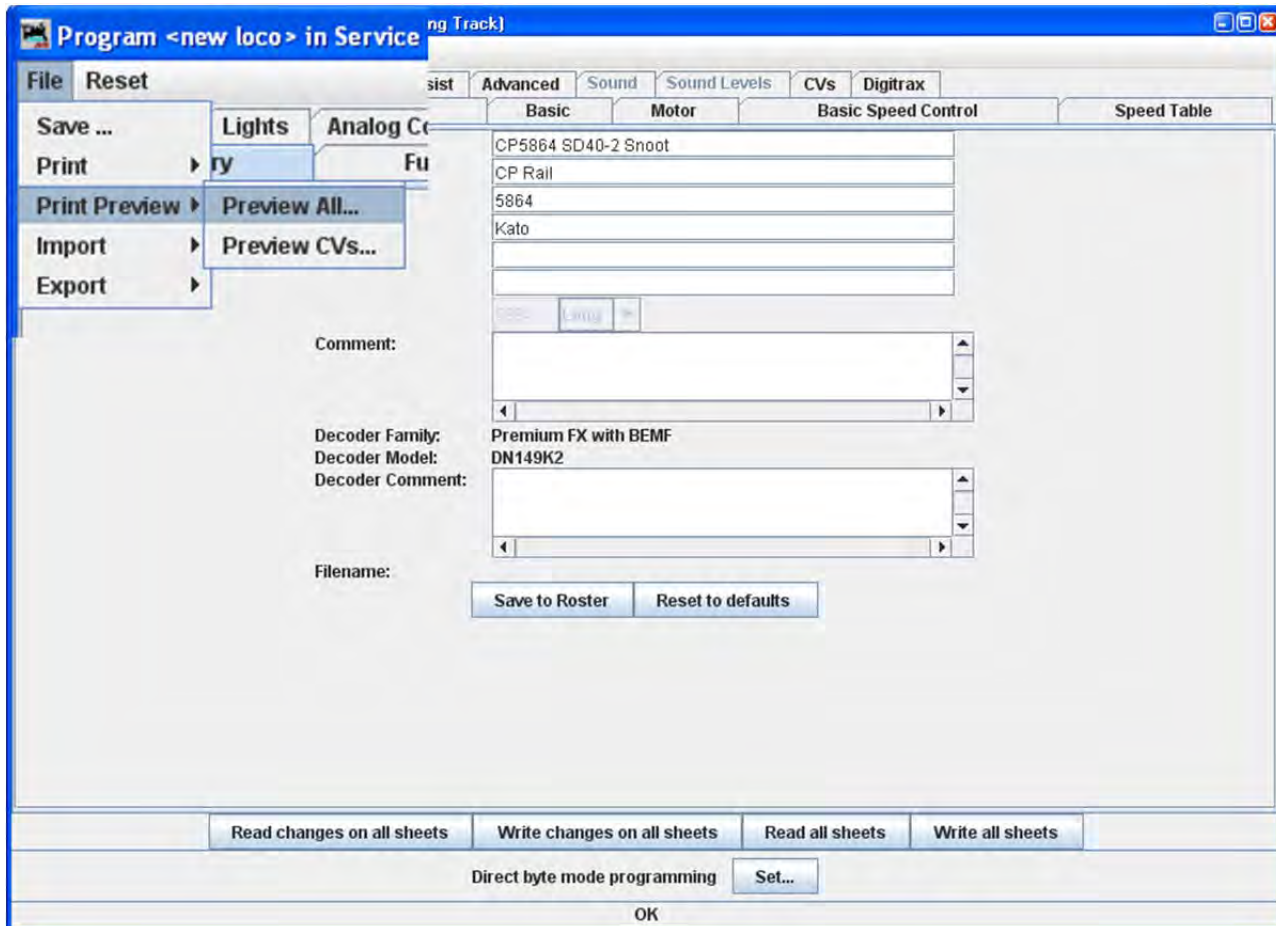 Program <new loco> in Service
ng Track)
File Reset
sist Advanced Sound Sound Levels CVs Digitrax
Save ... Lights Analog Co Basic Motor Basic Speed Control Speed Table
Print ry Fu
Print Preview Preview All...
Import Preview CVs...
Export
CP5864 SD40-2 Snoot
CP Rail
5864
Kato
Long
Comment:
Decoder Family: Premium FX with BEMF
Decoder Model: DN149K2
Decoder Comment:
Filename:
Save to Roster Reset to defaults
Read changes on all sheets Write changes on all sheets Read all sheets Write all sheets
Direct byte mode programming Set...
OK